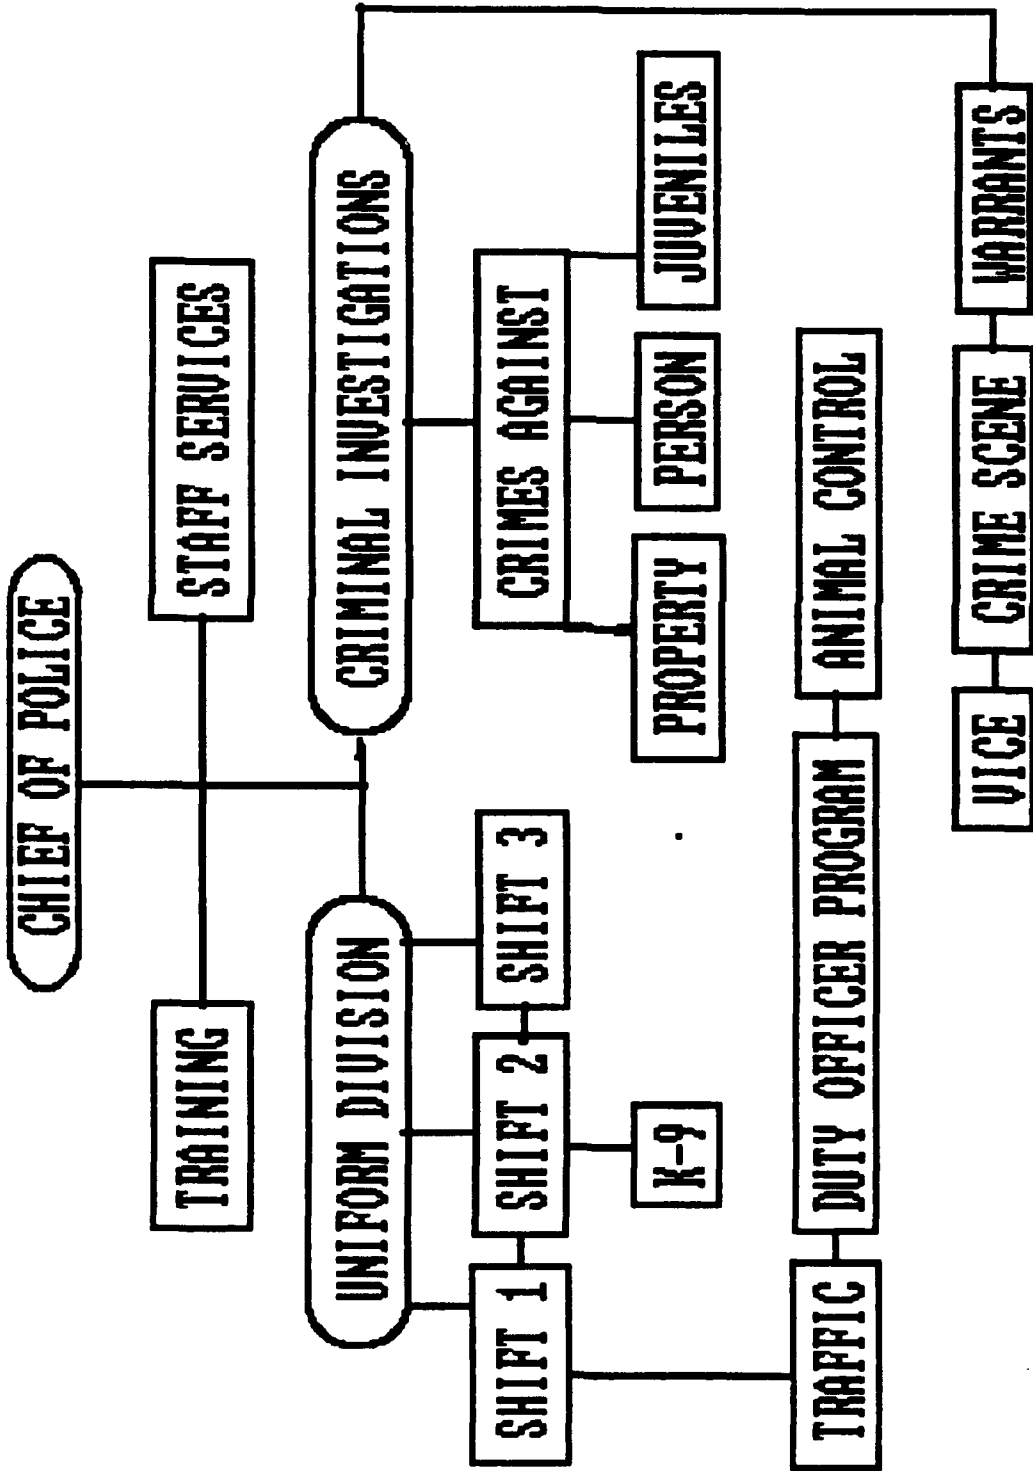 CHIEF OF POLICE
TRAINING
STAFF SERVICES
UNIFORM DIVISION
CRIMINAL INVESTIGATIONS
SHIFT 1
SHIFT 2
SHIFT 3
CRIMES AGAINST
K-9
PROPERTY
PERSON
JUVENILES
TRAFFIC
DUTY OFFICER PROGRAM
ANIMAL CONTROL
VICE
CRIME SCENE
WARRANTS